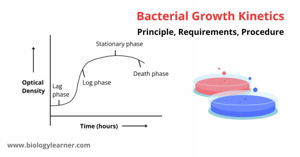 Bacterial Growth Kinetics
Principle, Requirements, Procedure
Stationary phase
Optical
Density
Lag
phase
Log phase
Death phase
Time (hours)
www.biologylearner.com